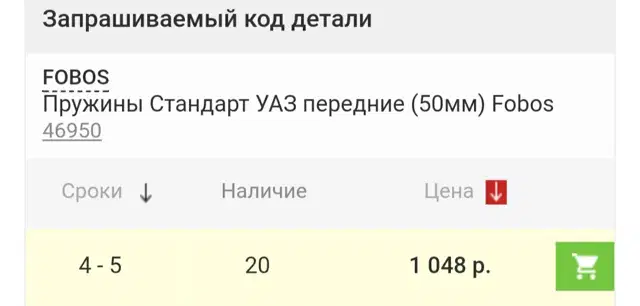 Запрашиваемый код детали
FOBOS
Пружины Стандарт УАЗ передние (50мм) Fobos
46950
Сроки ↓ Наличие Цена ↓
4 - 5 20 1 048 р.